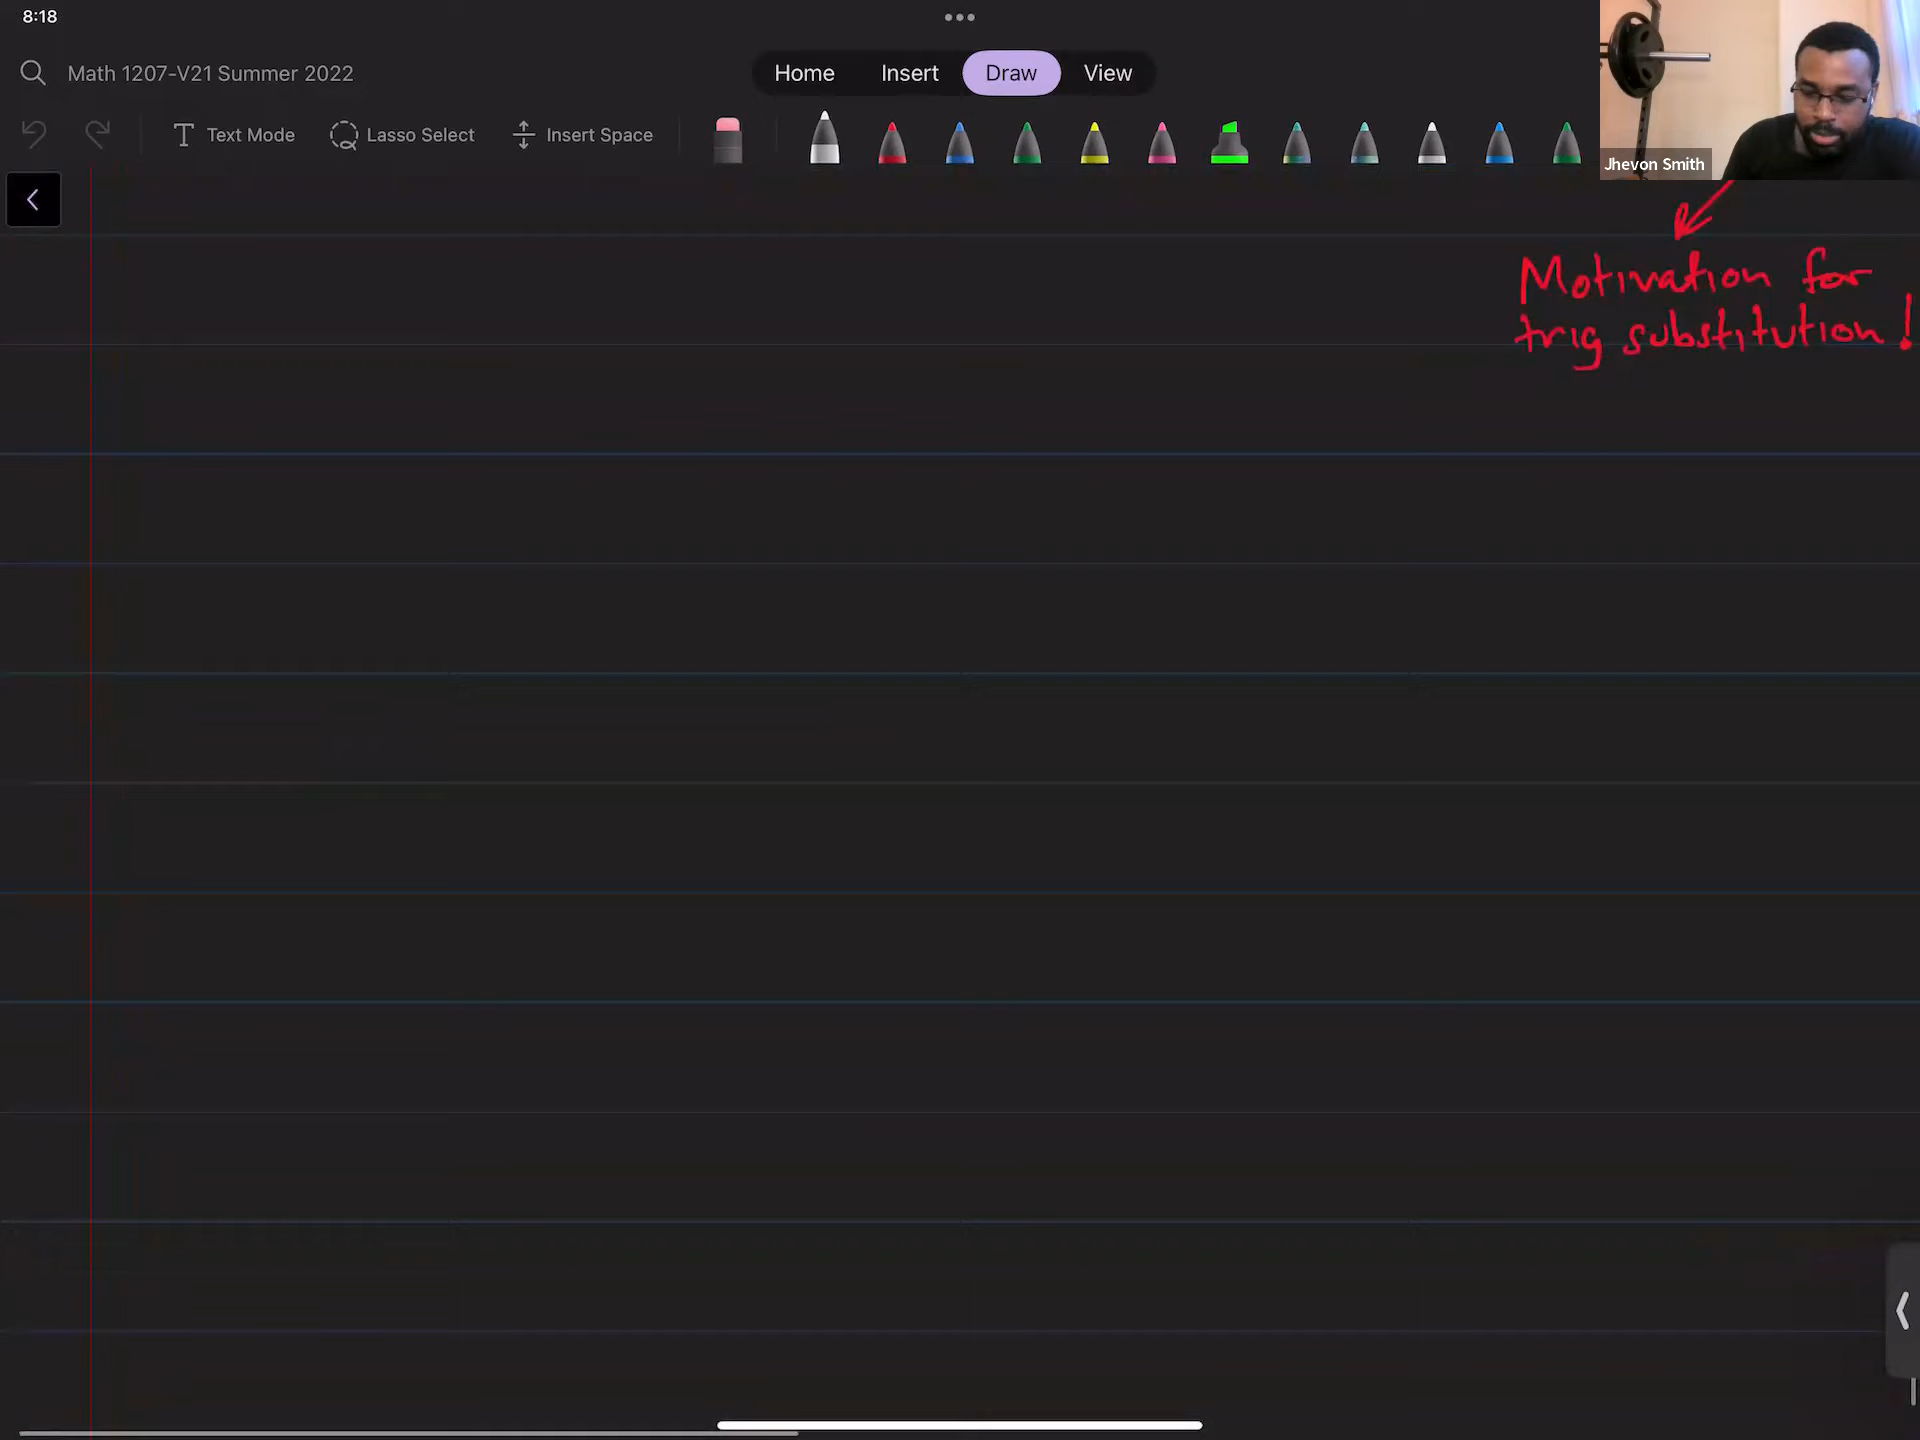 8:18
Math 1207-V21 Summer 2022
Home Insert Draw View
Text Mode Lasso Select Insert Space
Jhevon Smith
Motivation for
trig substitution!